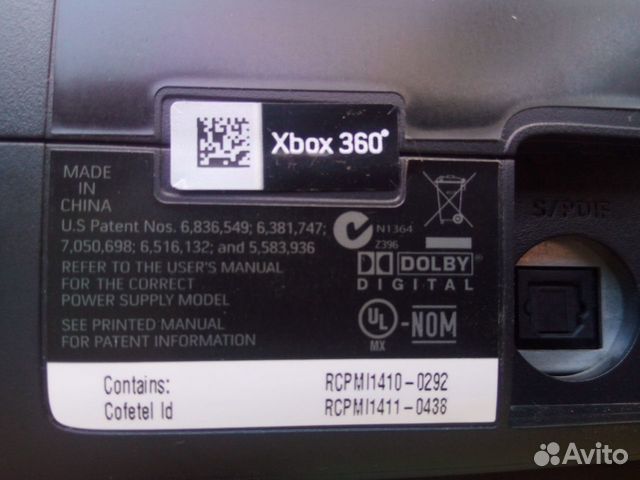 Xbox 360
MADE
IN
CHINA
U.S Patent Nos. 6,836,549; 6,381,747;
7,050,698; 6,516,132; and 5,583,936
REFER TO THE USER'S MANUAL
FOR THE CORRECT
POWER SUPPLY MODEL
SEE PRINTED MANUAL
FOR PATENT INFORMATION
N1364
Z396
DOLBY®
DIGITAL
UL® -NOM
MX
S/PDIF
Contains: RCPMI1410-0292
Cofetel Id RCPMI1411-0438
Avito